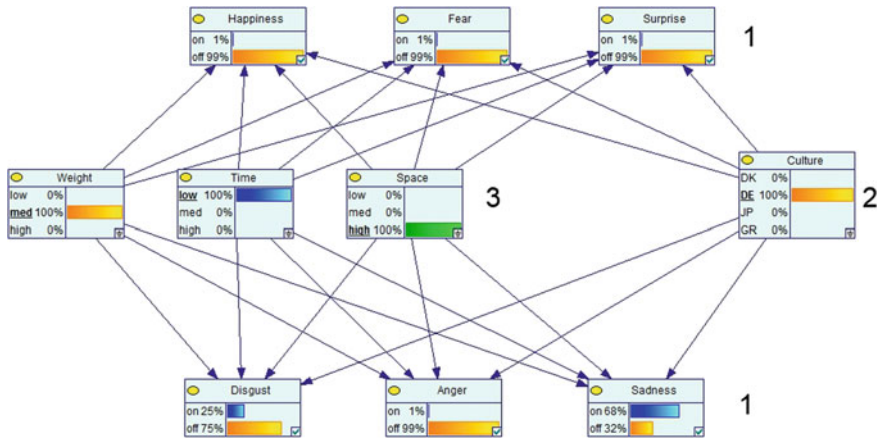 Happiness
on 1%
off 99%
Fear
on 1%
off 99%
Surprise
on 1%
off 99%
1
Weight
low 0%
med 100%
high 0%
Time
low 100%
med 0%
high 0%
Space
low 0%
med 0%
high 100%
3
Culture
DK 0%
DE 100%
JP 0%
GR 0%
2
Disgust
on 25%
off 75%
Anger
on 1%
off 99%
Sadness
on 68%
off 32%
1